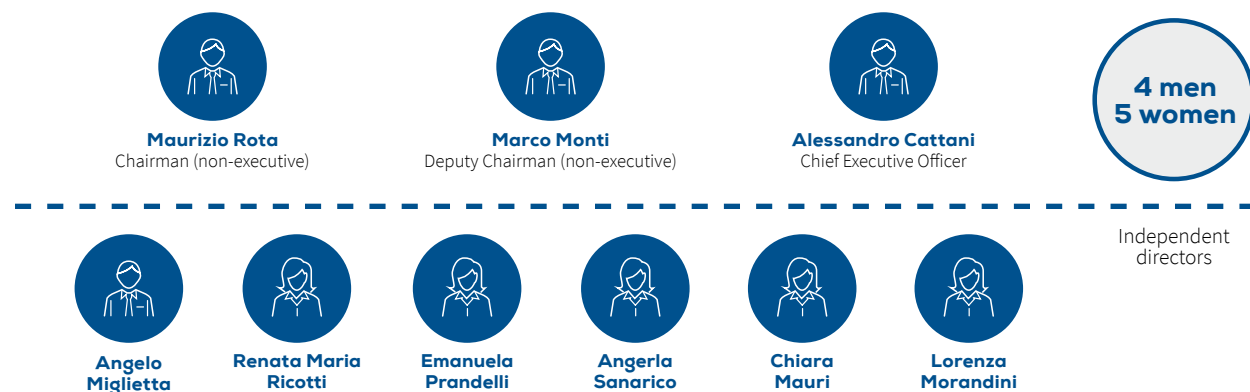 Maurizio Rota
Chairman (non-executive)
Marco Monti
Deputy Chairman (non-executive)
Alessandro Cattani
Chief Executive Officer
4 men
5 women
Independent
directors
Angelo
Miglietta
Renata Maria
Ricotti
Emanuela
Prandelli
Angerla
Sanarico
Chiara
Mauri
Lorenza
Morandini